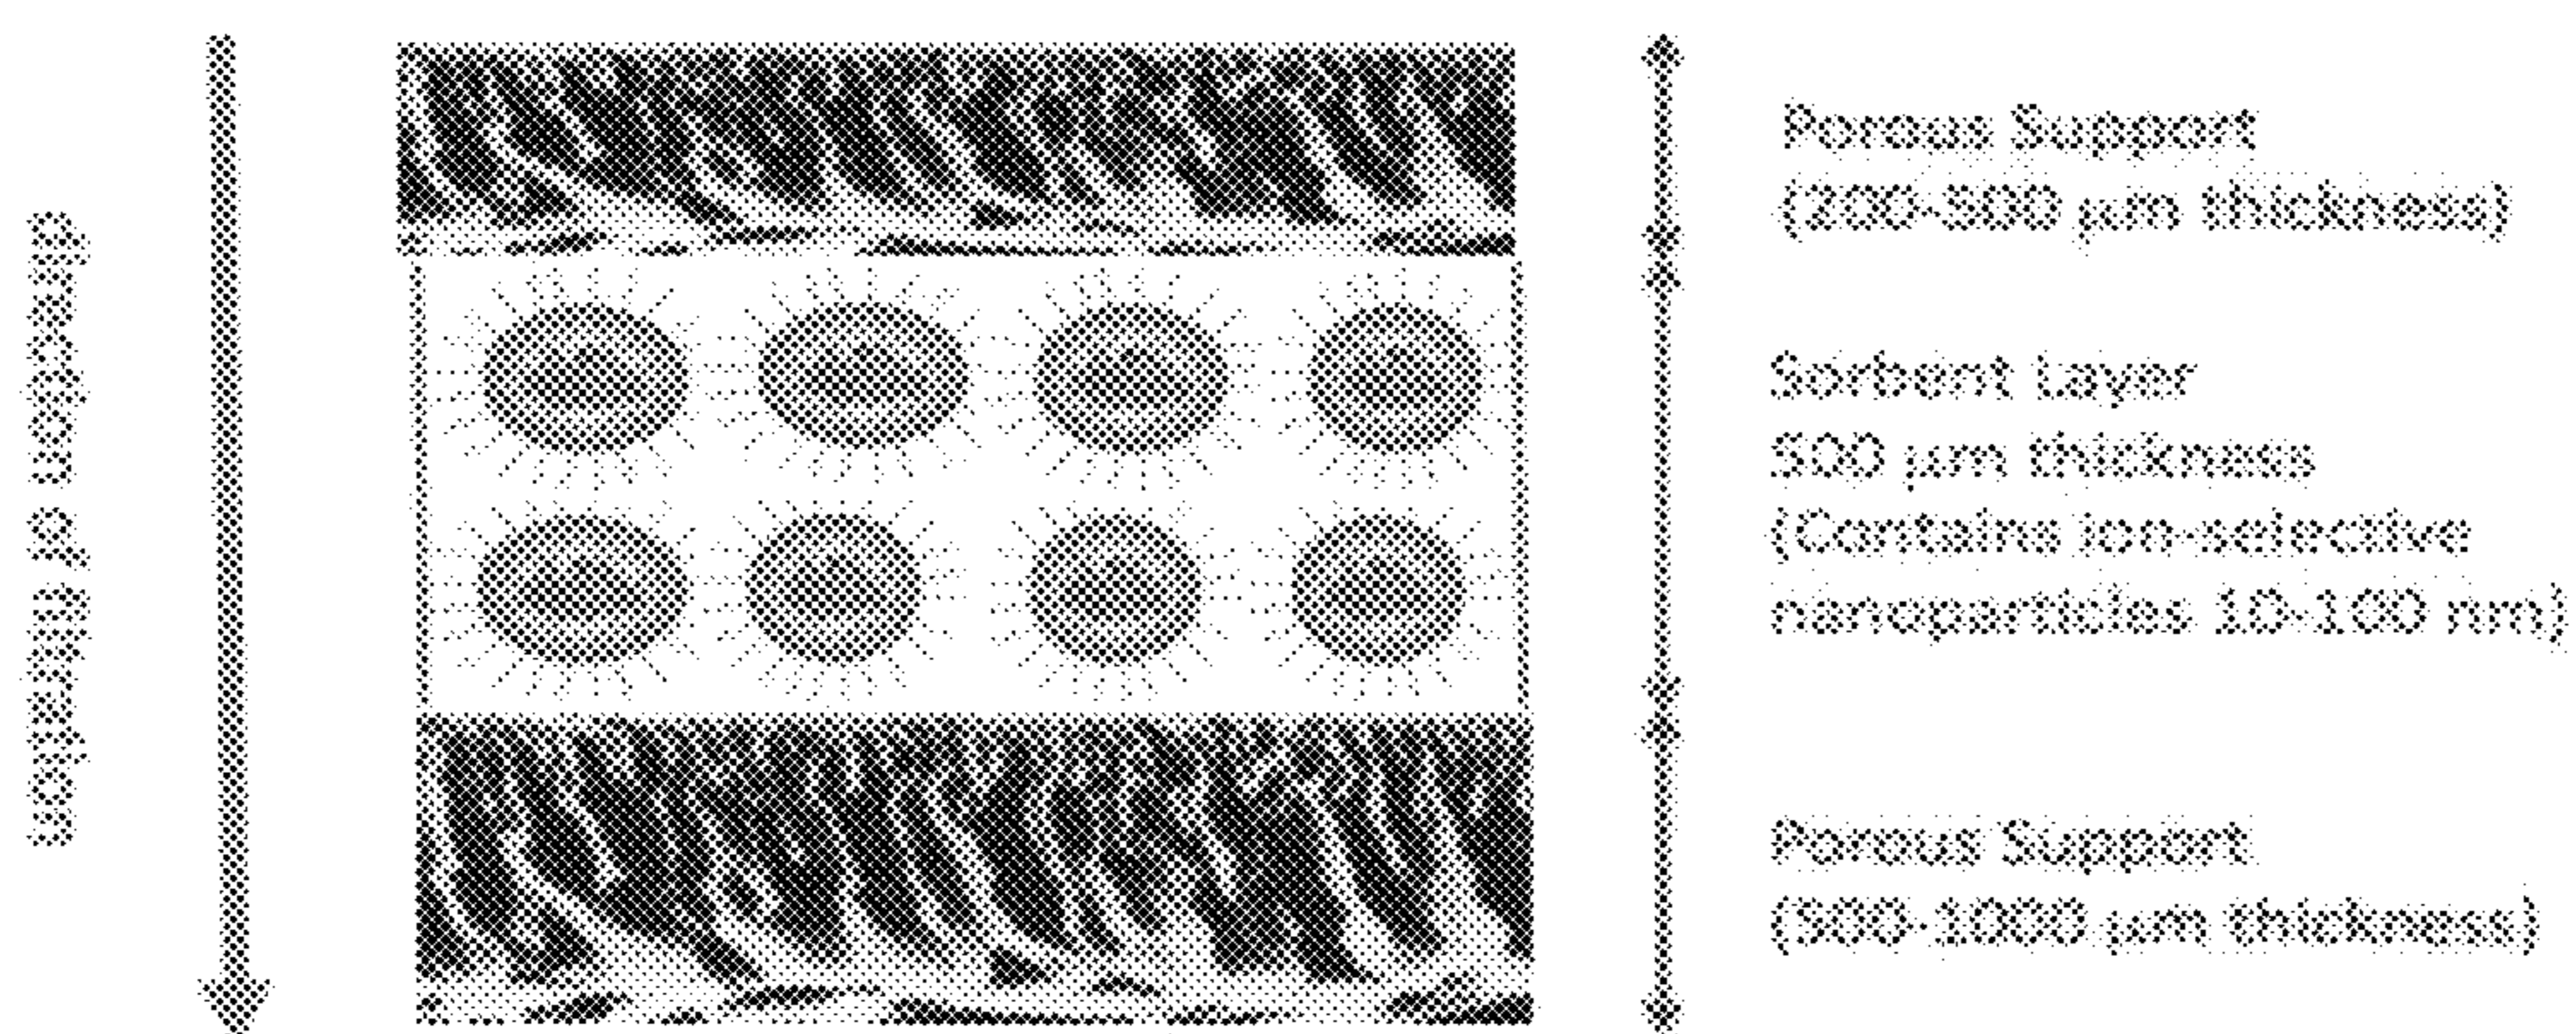 direction of filtration
Porous Support
(200-500 µm thickness)
Sorbent Layer
500 µm thickness
(Contains ion-selective
nanoparticles 10-100 nm)
Porous Support
(500-1000 µm thickness)